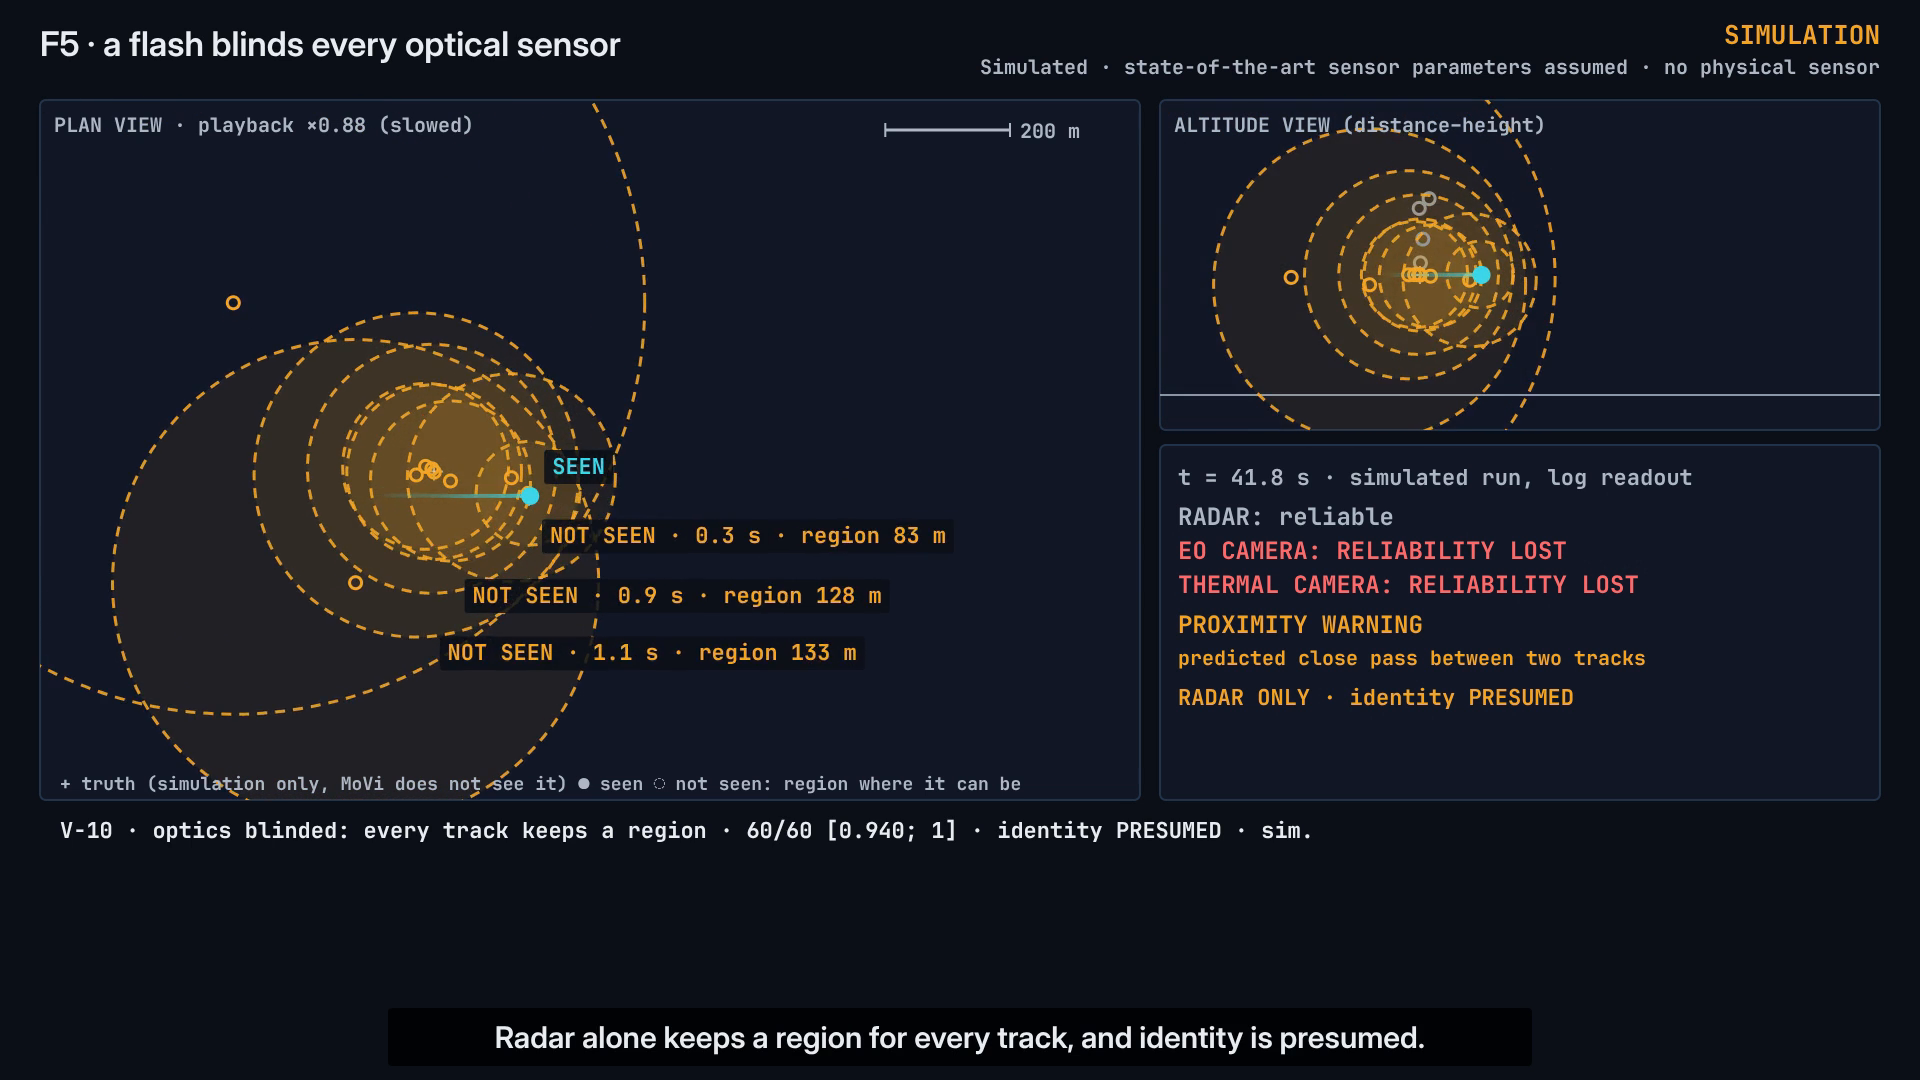 F5 · a flash blinds every optical sensor
SIMULATION
Simulated · state-of-the-art sensor parameters assumed · no physical sensor
PLAN VIEW · playback ×0.88 (slowed)
200 m
SEEN
NOT SEEN · 0.3 s · region 83 m
NOT SEEN · 0.9 s · region 128 m
NOT SEEN · 1.1 s · region 133 m
+ truth (simulation only, MoVi does not see it) ● seen ◌ not seen: region where it can be
ALTITUDE VIEW (distance-height)
t = 41.8 s · simulated run, log readout
RADAR: reliable
EO CAMERA: RELIABILITY LOST
THERMAL CAMERA: RELIABILITY LOST
PROXIMITY WARNING
predicted close pass between two tracks
RADAR ONLY · identity PRESUMED
V-10 · optics blinded: every track keeps a region · 60/60 [0.940; 1] · identity PRESUMED · sim.
Radar alone keeps a region for every track, and identity is presumed.